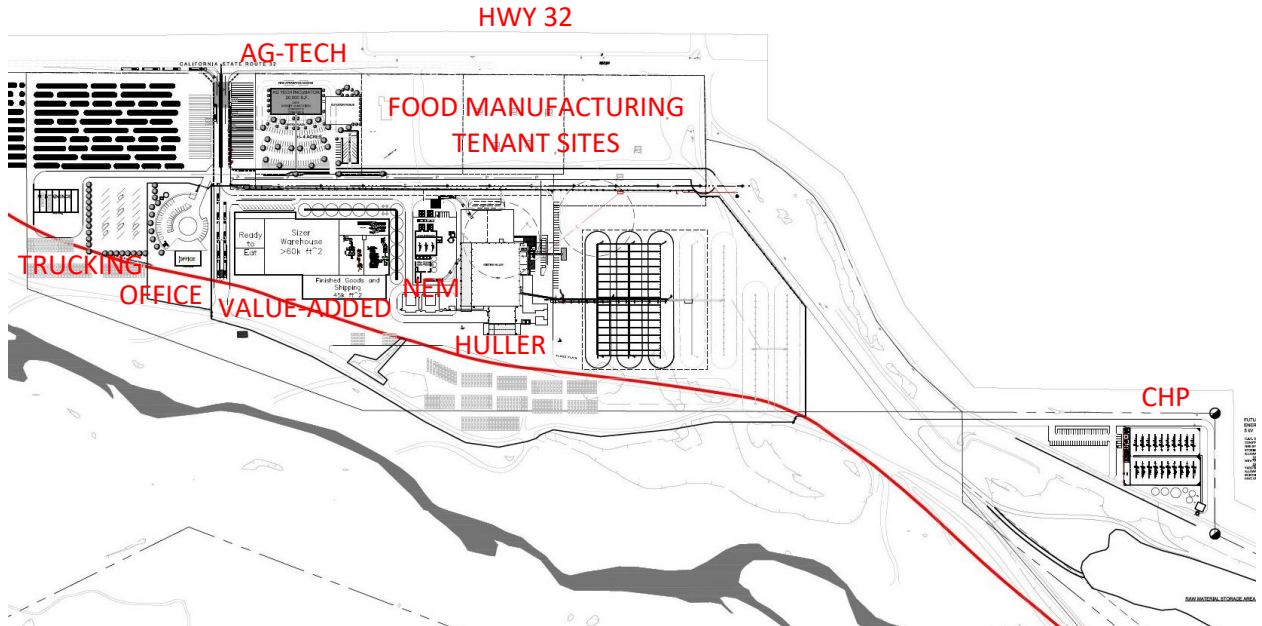 HWY 32
AG-TECH
CALIFORNIA STATE ROUTE 32
AG TECH INCUBATOR
FOOD MANUFACTURING
TENANT SITES
Ready
to
Eat
Sizer
Warehouse
>60k ft^2
Finished Goods and
Shipping
45k ft^2
OFFICE
TRUCKING
OFFICE
VALUE-ADDED
NEM
HULLER
CHP
RAW MATERIAL STORAGE AREA